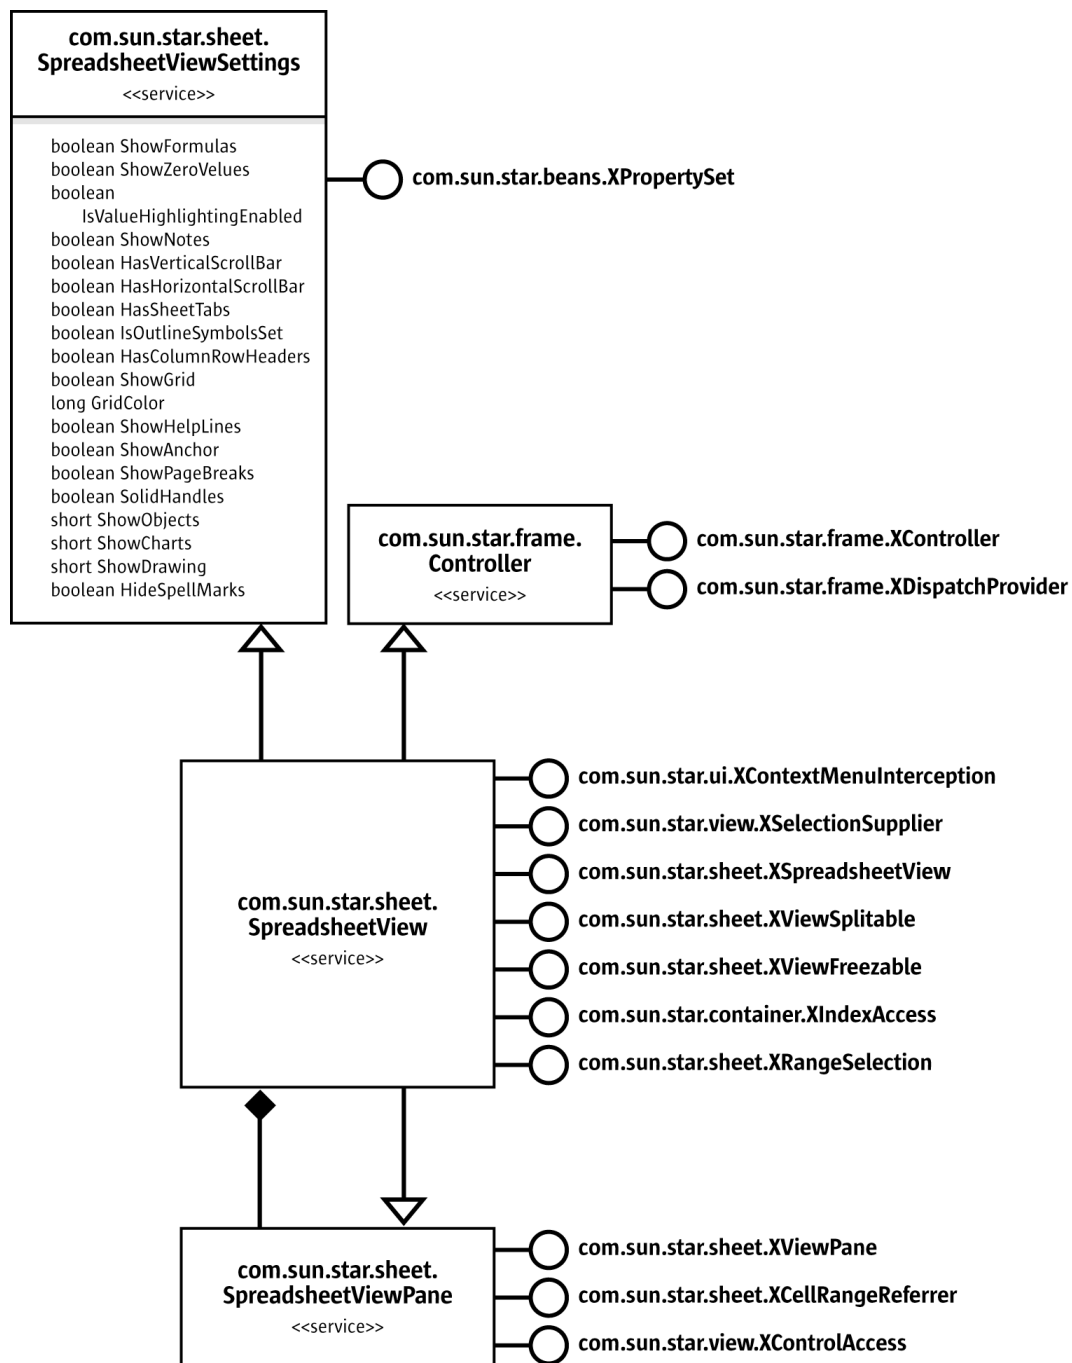 com.sun.star.sheet.
SpreadsheetViewSettings
<<service>>
boolean ShowFormulas
boolean ShowZeroVelues
boolean
IsValueHighlightingEnabled
boolean ShowNotes
boolean HasVerticalScrollBar
boolean HasHorizontalScrollBar
boolean HasSheetTabs
boolean IsOutlineSymbolsSet
boolean HasColumnRowHeaders
boolean ShowGrid
long GridColor
boolean ShowHelpLines
boolean ShowAnchor
boolean ShowPageBreaks
boolean SolidHandles
short ShowObjects
short ShowCharts
short ShowDrawing
boolean HideSpellMarks
com.sun.star.beans.XPropertySet
com.sun.star.frame.
Controller
<<service>>
com.sun.star.frame.XController
com.sun.star.frame.XDispatchProvider
com.sun.star.sheet.
SpreadsheetView
<<service>>
com.sun.star.ui.XContextMenuInterception
com.sun.star.view.XSelectionSupplier
com.sun.star.sheet.XSpreadsheetView
com.sun.star.sheet.XViewSplitable
com.sun.star.sheet.XViewFreezable
com.sun.star.container.XIndexAccess
com.sun.star.sheet.XRangeSelection
com.sun.star.sheet.
SpreadsheetViewPane
<<service>>
com.sun.star.sheet.XViewPane
com.sun.star.sheet.XCellRangeReferrer
com.sun.star.view.XControlAccess